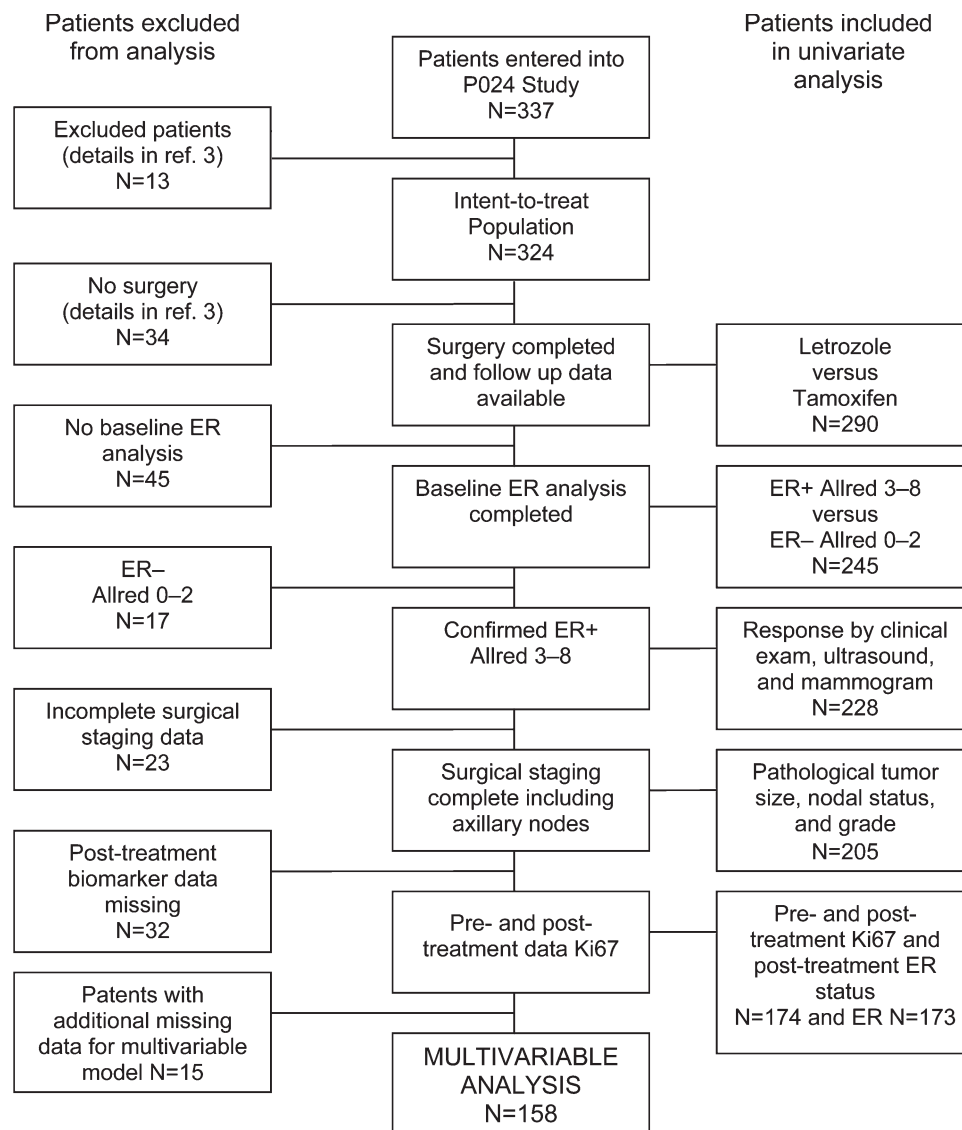 Patients excluded
from analysis
Patients entered into
P024 Study
N=337
Patients included
in univariate
analysis
Excluded patients
(details in ref. 3)
N=13
Intent-to-treat
Population
N=324
No surgery
(details in ref. 3)
N=34
Surgery completed
and follow up data
available
Letrozole
versus
Tamoxifen
N=290
No baseline ER
analysis
N=45
Baseline ER analysis
completed
ER+ Allred 3–8
versus
ER– Allred 0–2
N=245
ER–
Allred 0–2
N=17
Confirmed ER+
Allred 3–8
Response by clinical
exam, ultrasound,
and mammogram
N=228
Incomplete surgical
staging data
N=23
Surgical staging
complete including
axillary nodes
Pathological tumor
size, nodal status,
and grade
N=205
Post-treatment
biomarker data
missing
N=32
Pre- and post-
treatment data Ki67
Pre- and post-
treatment Ki67 and
post-treatment ER
status
N=174 and ER N=173
Patents with
additional missing
data for multivariable
model N=15
MULTIVARIABLE
ANALYSIS
N=158